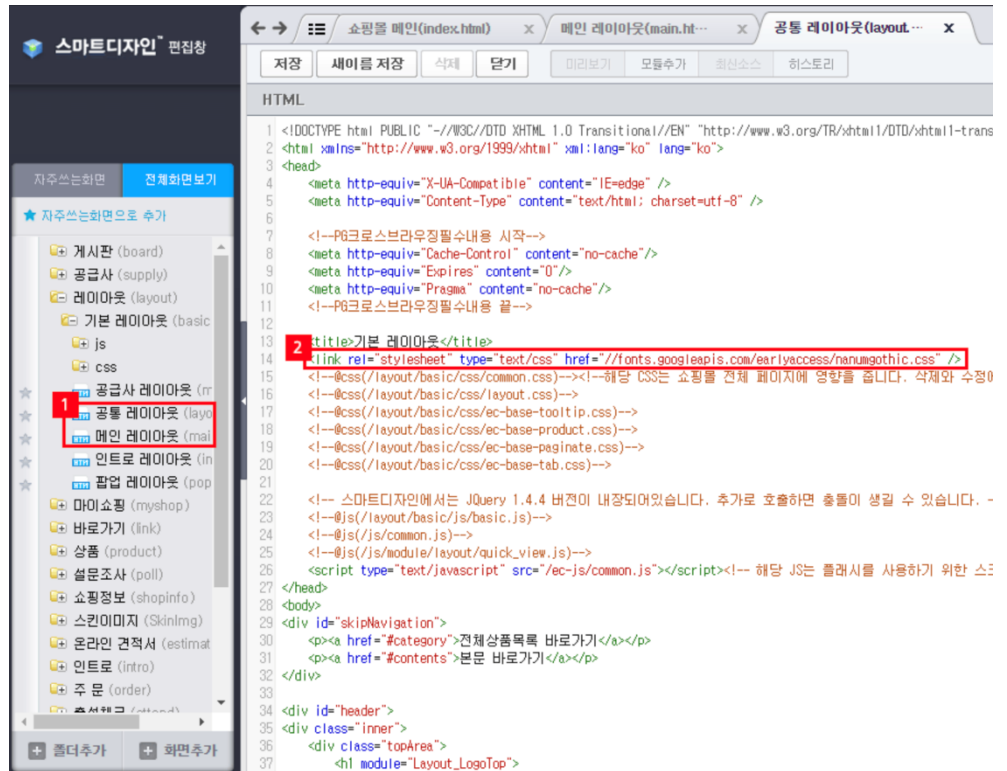 스마트디자인™ 편집창
쇼핑몰 메인(index.html) x
메인 레이아웃(main.ht··· x
공통 레이아웃(layout.··· x
저장 새이름 저장 삭제 닫기 미리보기 모듈추가 최신소스 히스토리
HTML
자주쓰는화면 전체화면보기
★ 자주쓰는화면으로 추가
게시판 (board)
공급사 (supply)
레이아웃 (layout)
기본 레이아웃 (basic
js
css
공급사 레이아웃 (m
1
공통 레이아웃 (layo
메인 레이아웃 (mai
인트로 레이아웃 (in
팝업 레이아웃 (pop
마이쇼핑 (myshop)
바로가기 (link)
상품 (product)
설문조사 (poll)
쇼핑정보 (shopinfo)
스킨이미지 (SkinImg)
온라인 견적서 (estimat
인트로 (intro)
주 문 (order)
출석체크 (attend)
폴더추가 화면추가
1 <!DOCTYPE html PUBLIC "-//W3C//DTD XHTML 1.0 Transitional//EN" "http://www.w3.org/TR/xhtml1/DTD/xhtml1-trans
2 <html xmlns="http://www.w3.org/1999/xhtml" xml:lang="ko" lang="ko">
3 <head>
4 <meta http-equiv="X-UA-Compatible" content="IE=edge" />
5 <meta http-equiv="Content-Type" content="text/html; charset=utf-8" />
6
7 <!--PG크로스브라우징필수내용 시작-->
8 <meta http-equiv="Cache-Control" content="no-cache"/>
9 <meta http-equiv="Expires" content="0"/>
10 <meta http-equiv="Pragma" content="no-cache"/>
11 <!--PG크로스브라우징필수내용 끝-->
12
13 <title>기본 레이아웃</title>
2
14 <link rel="stylesheet" type="text/css" href="//fonts.googleapis.com/earlyaccess/nanumgothic.css" />
15 <!--@css(/layout/basic/css/common.css)--><!--해당 CSS는 쇼핑몰 전체 페이지에 영향을 줍니다. 삭제와 수정에
16 <!--@css(/layout/basic/css/layout.css)-->
17 <!--@css(/layout/basic/css/ec-base-tooltip.css)-->
18 <!--@css(/layout/basic/css/ec-base-product.css)-->
19 <!--@css(/layout/basic/css/ec-base-paginate.css)-->
20 <!--@css(/layout/basic/css/ec-base-tab.css)-->
21
22 <!-- 스마트디자인에서는 JQuery 1.4.4 버전이 내장되어있습니다. 추가로 호출하면 충돌이 생길 수 있습니다. -
23 <!--@js(/layout/basic/js/basic.js)-->
24 <!--@js(/js/common.js)-->
25 <!--@js(/js/module/layout/quick_view.js)-->
26 <script type="text/javascript" src="/ec-js/common.js"></script><!-- 해당 JS는 플래시를 사용하기 위한 스크
27 </head>
28 <body>
29 <div id="skipNavigation">
30 <p><a href="#category">전체상품목록 바로가기</a></p>
31 <p><a href="#contents">본문 바로가기</a></p>
32 </div>
33
34 <div id="header">
35 <div class="inner">
36 <div class="topArea">
37 <h1 module="Layout_LogoTop">